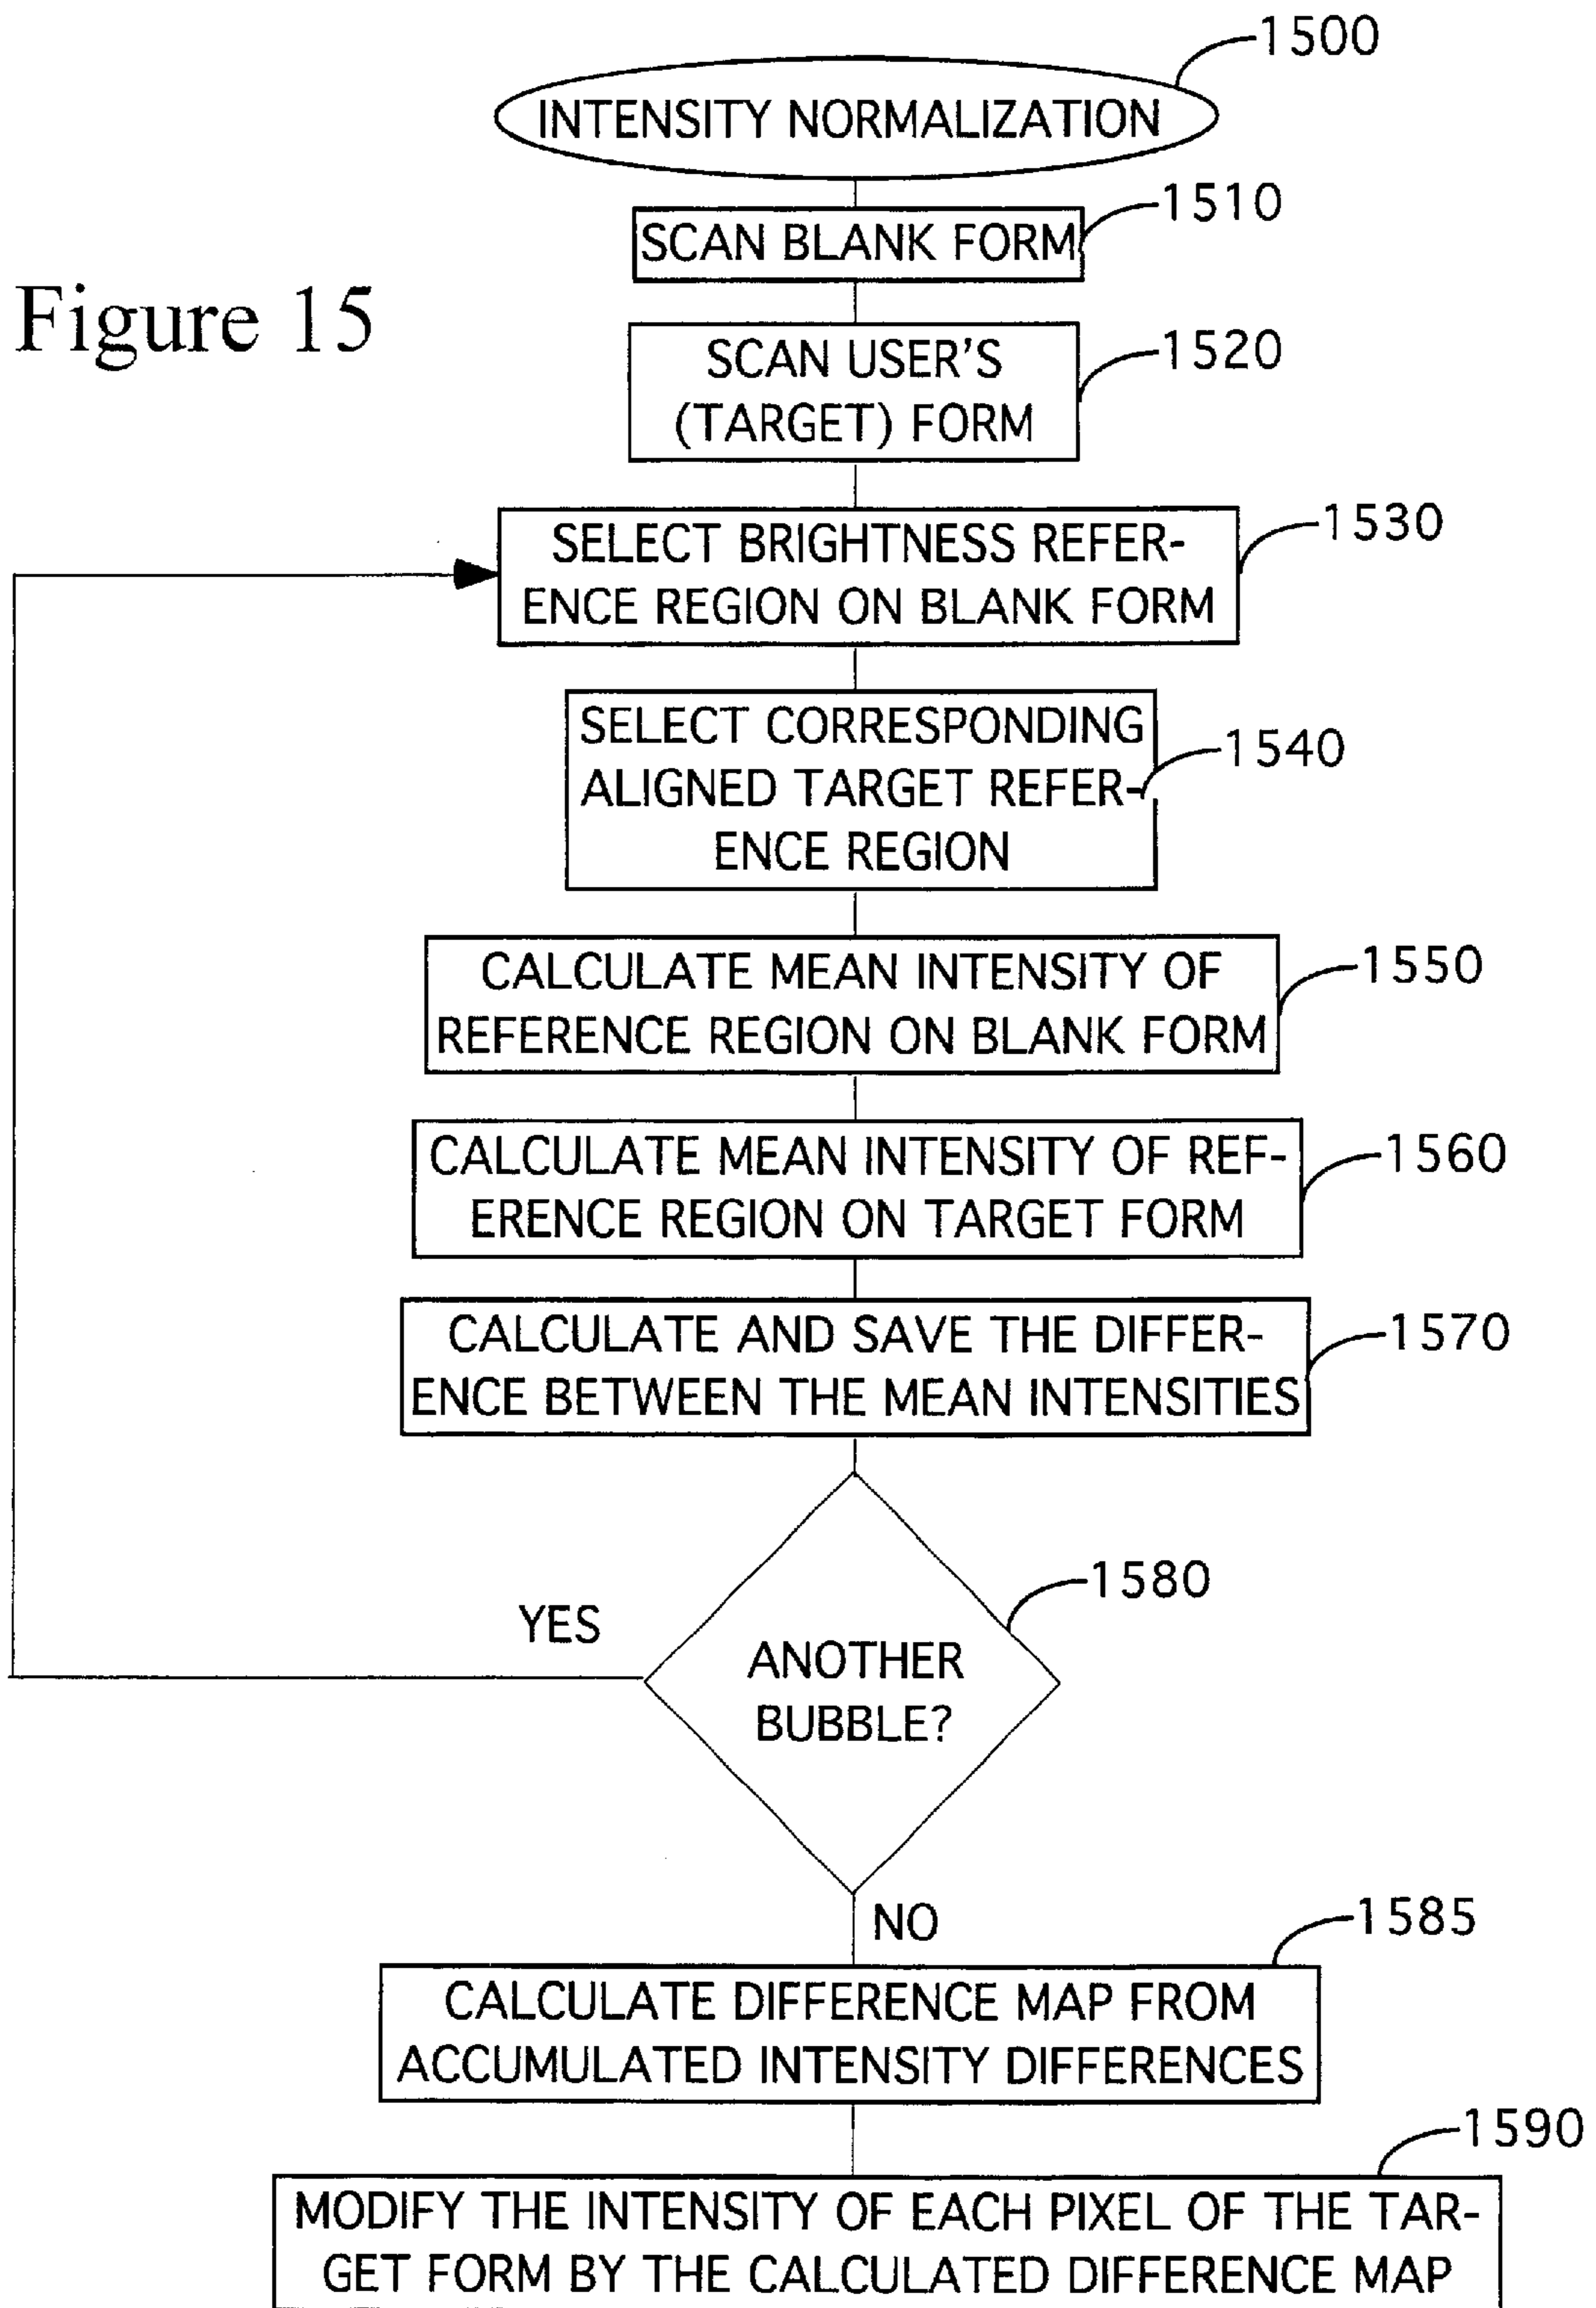 1500
INTENSITY NORMALIZATION
1510
SCAN BLANK FORM
Figure 15
1520
SCAN USER'S
(TARGET) FORM
1530
SELECT BRIGHTNESS REFER-
ENCE REGION ON BLANK FORM
1540
SELECT CORRESPONDING
ALIGNED TARGET REFER-
ENCE REGION
1550
CALCULATE MEAN INTENSITY OF
REFERENCE REGION ON BLANK FORM
1560
CALCULATE MEAN INTENSITY OF REF-
ERENCE REGION ON TARGET FORM
1570
CALCULATE AND SAVE THE DIFFER-
ENCE BETWEEN THE MEAN INTENSITIES
1580
YES
ANOTHER
BUBBLE?
NO
1585
CALCULATE DIFFERENCE MAP FROM
ACCUMULATED INTENSITY DIFFERENCES
1590
MODIFY THE INTENSITY OF EACH PIXEL OF THE TAR-
GET FORM BY THE CALCULATED DIFFERENCE MAP